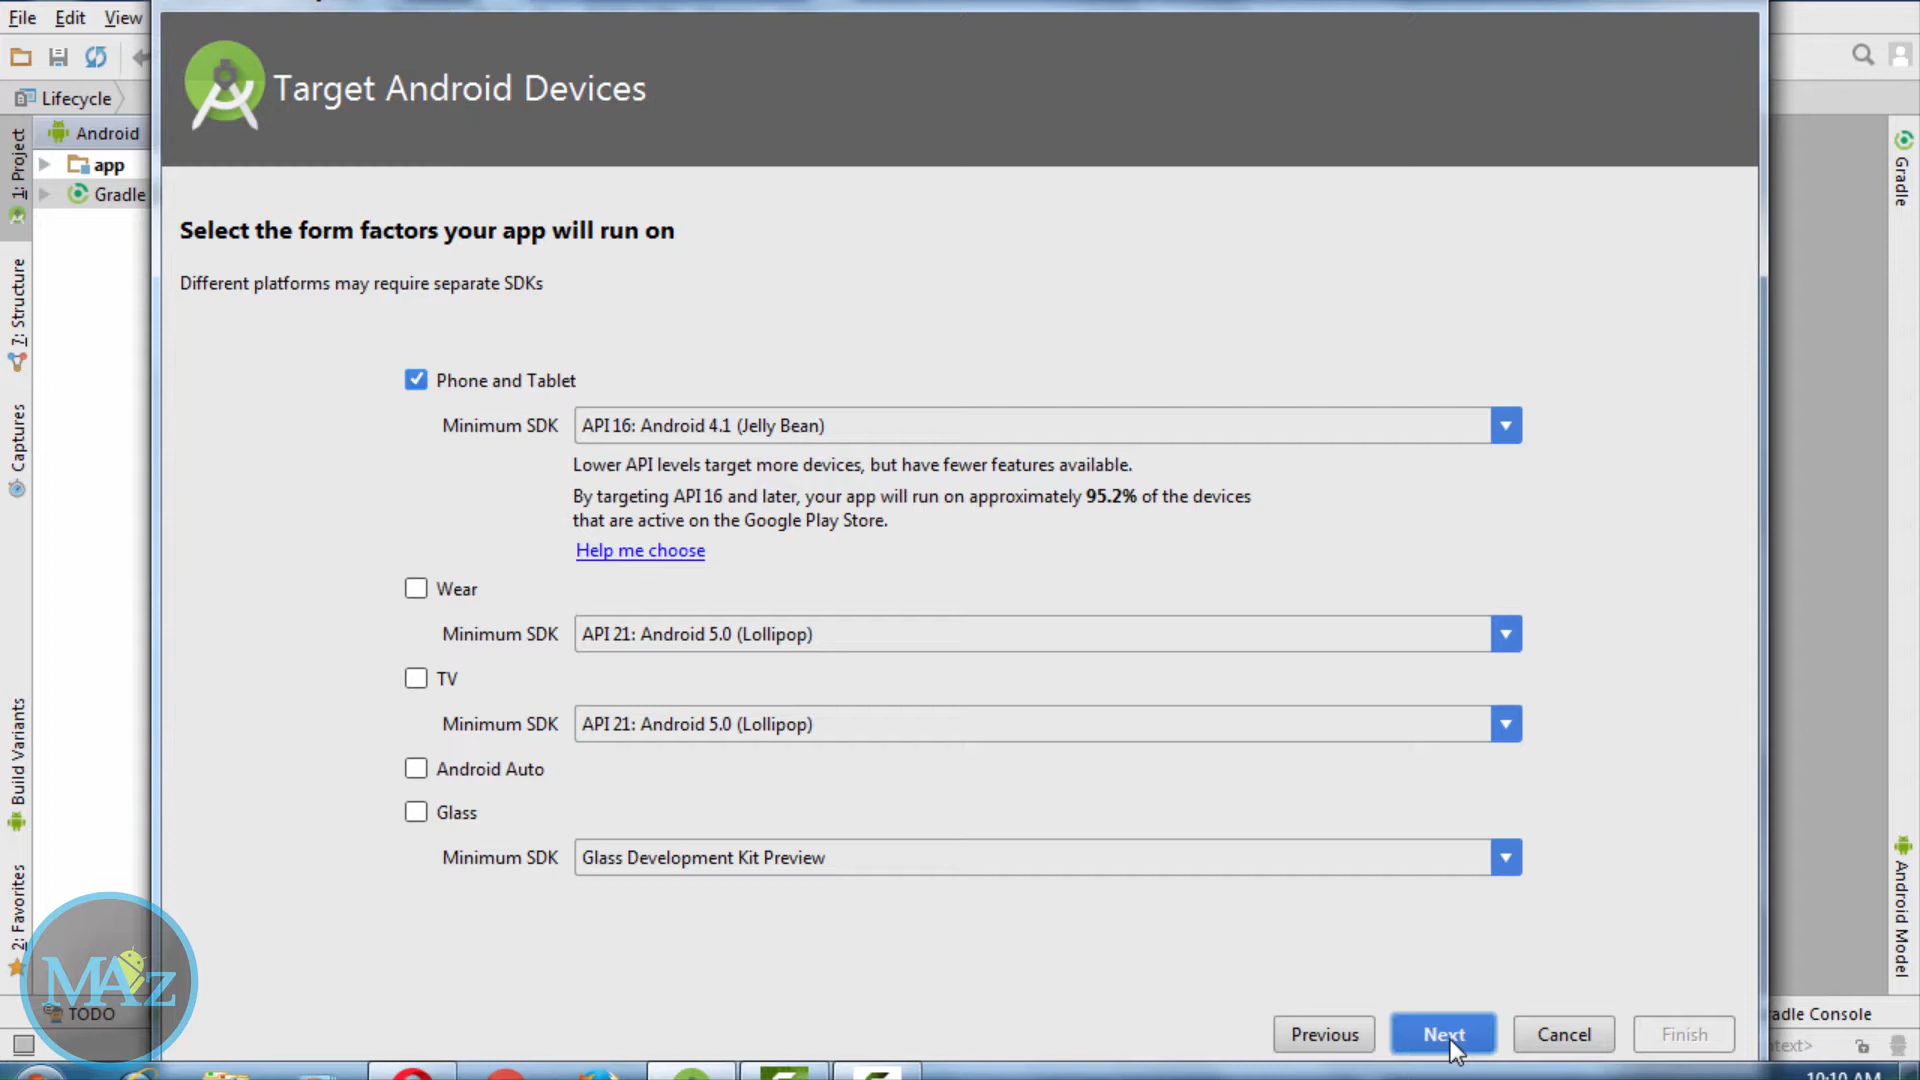 File Edit View
Target Android Devices
Lifecycle
Android
app
Gradle
1: Project
7: Structure
Captures
Build Variants
2: Favorites
Gradle
Android Model
Select the form factors your app will run on
Different platforms may require separate SDKs
Phone and Tablet
Minimum SDK API 16: Android 4.1 (Jelly Bean)
Lower API levels target more devices, but have fewer features available.
By targeting API 16 and later, your app will run on approximately 95.2% of the devices
that are active on the Google Play Store.
Help me choose
Wear
Minimum SDK API 21: Android 5.0 (Lollipop)
TV
Minimum SDK API 21: Android 5.0 (Lollipop)
Android Auto
Glass
Minimum SDK Glass Development Kit Preview
MAz
TODO
adle Console
Previous Next Cancel Finish
text>
10:10 AM